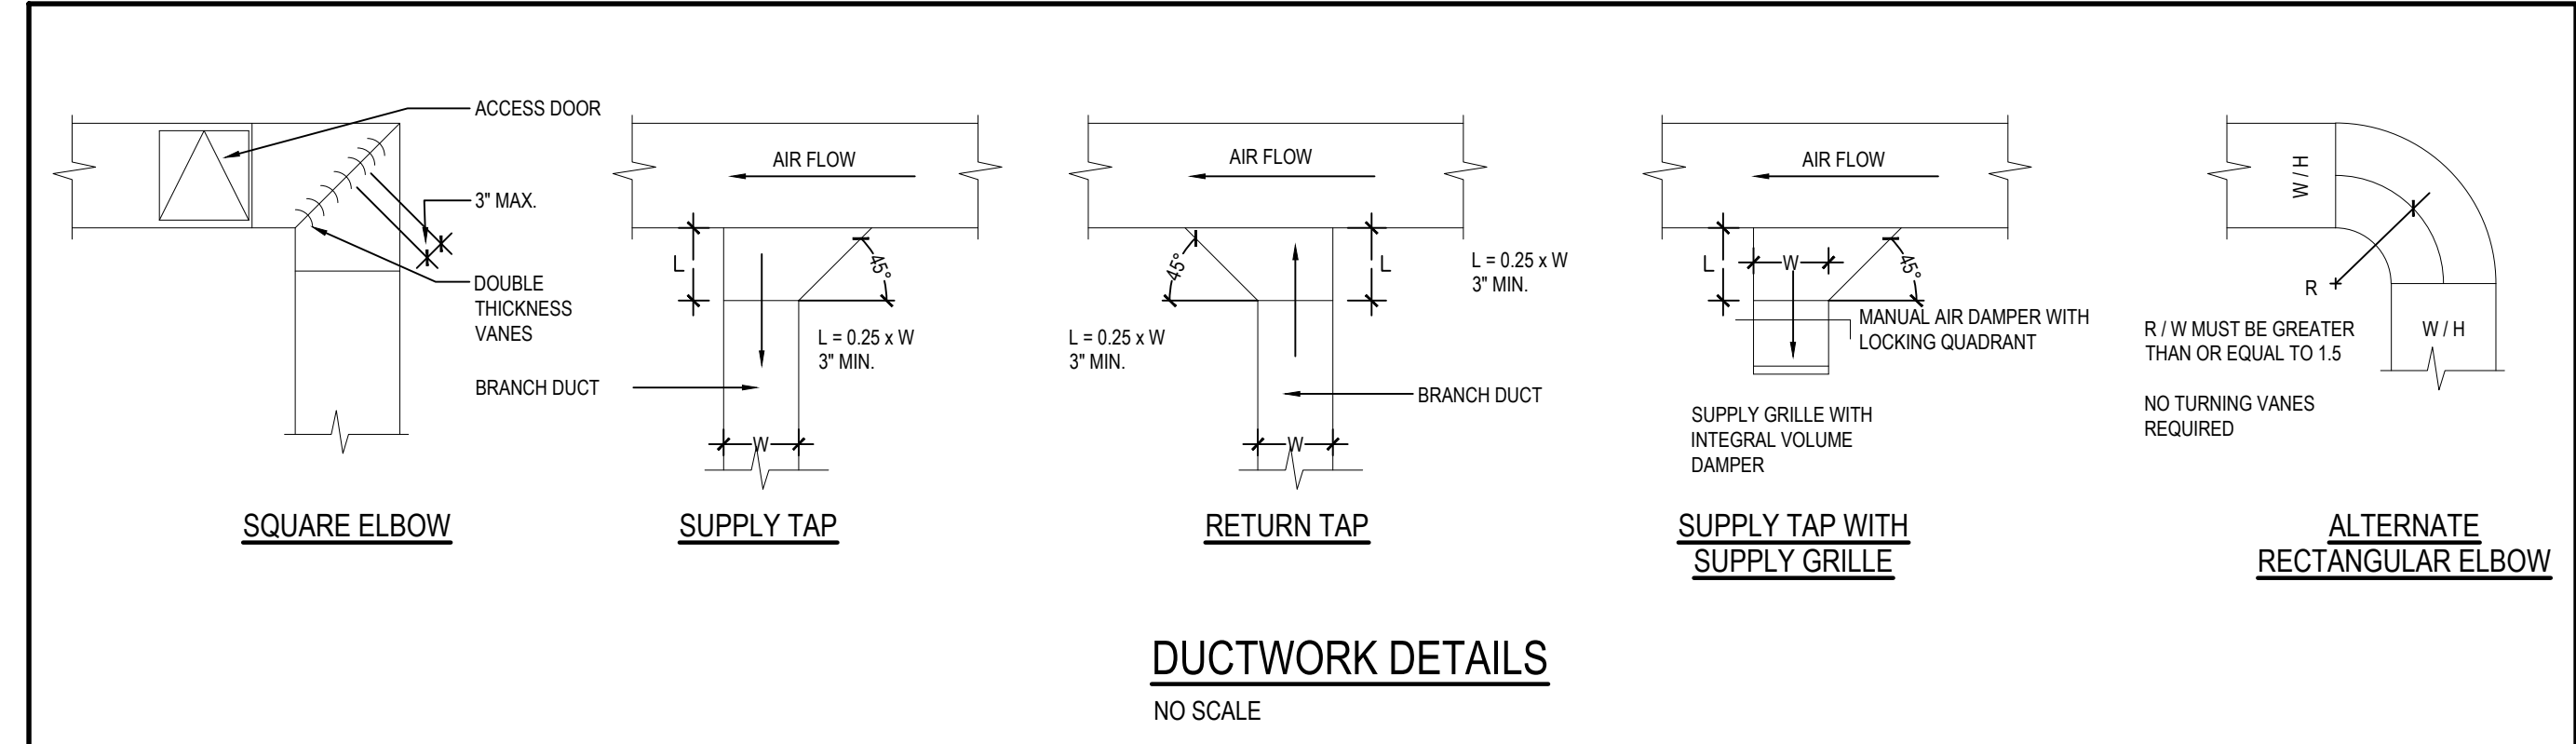 ACCESS DOOR
3" MAX.
DOUBLE
THICKNESS
VANES
SQUARE ELBOW
AIR FLOW
L
45°
L = 0.25 x W
3" MIN.
BRANCH DUCT
W
SUPPLY TAP
AIR FLOW
45°
L
L = 0.25 x W
3" MIN.
L = 0.25 x W
3" MIN.
BRANCH DUCT
W
RETURN TAP
AIR FLOW
L
W
45°
MANUAL AIR DAMPER WITH
LOCKING QUADRANT
SUPPLY GRILLE WITH
INTEGRAL VOLUME
DAMPER
SUPPLY TAP WITH
SUPPLY GRILLE
W / H
R
R / W MUST BE GREATER
THAN OR EQUAL TO 1.5
W / H
NO TURNING VANES
REQUIRED
ALTERNATE
RECTANGULAR ELBOW
DUCTWORK DETAILS
NO SCALE